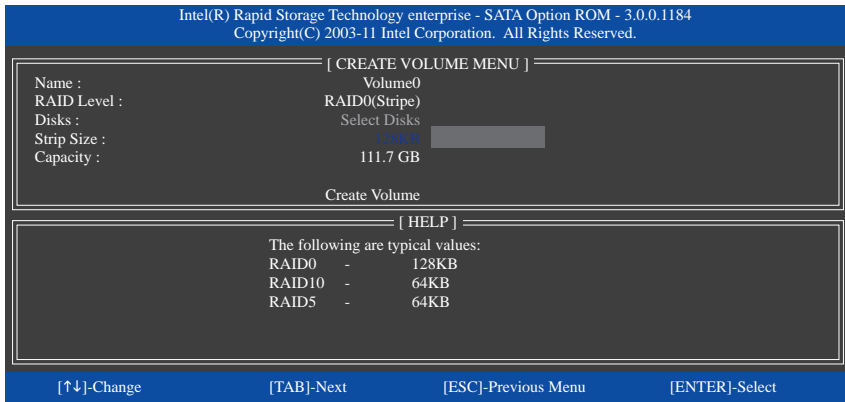 Intel(R) Rapid Storage Technology enterprise - SATA Option ROM - 3.0.0.1184
Copyright(C) 2003-11 Intel Corporation. All Rights Reserved.
[ CREATE VOLUME MENU ]
Name : Volume0
RAID Level : RAID0(Stripe)
Disks : Select Disks
Strip Size : 128KB
Capacity : 111.7 GB
Create Volume
[ HELP ]
The following are typical values:
RAID0 - 128KB
RAID10 - 64KB
RAID5 - 64KB
[↑↓]-Change [TAB]-Next [ESC]-Previous Menu [ENTER]-Select